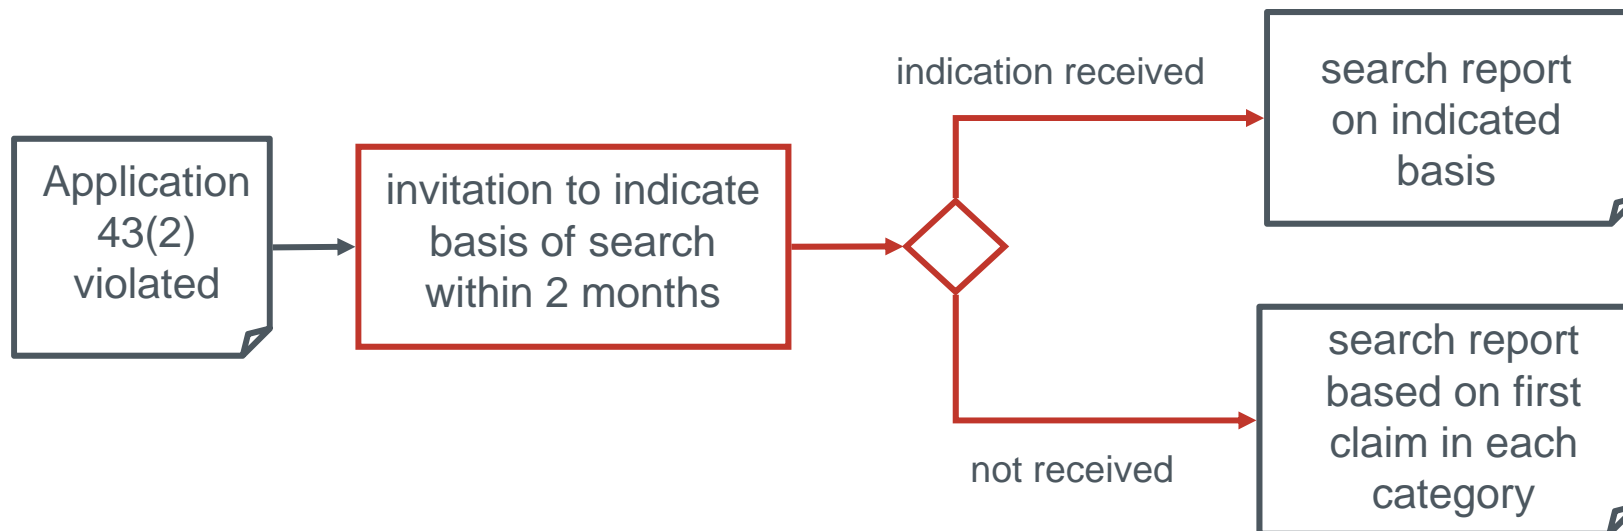 Application
43(2)
violated
invitation to indicate
basis of search
within 2 months
indication received
search report
on indicated
basis
not received
search report
based on first
claim in each
category